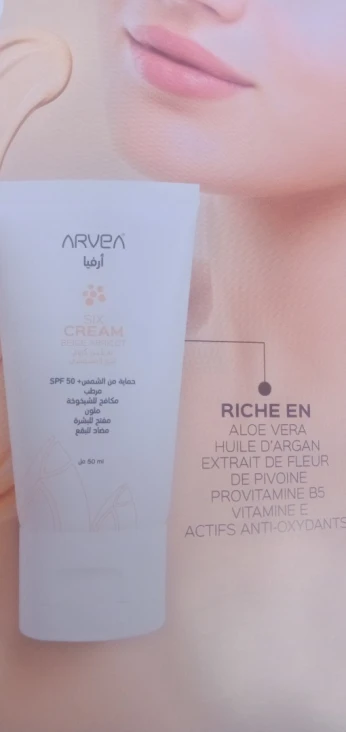 ARVEA
أرفيا
SIX
CREAM
حماية من الشمس +SPF 50
مرطب
مكافح للشيخوخة
ملون
مفتح للبشرة
مضاد للبقع
60 ml مل
RICHE EN
ALOE VERA
HUILE D'ARGAN
EXTRAIT DE FLEUR
DE PIVOINE
PROVITAMINE B5
VITAMINE E
ACTIFS ANTI-OXYDANTS